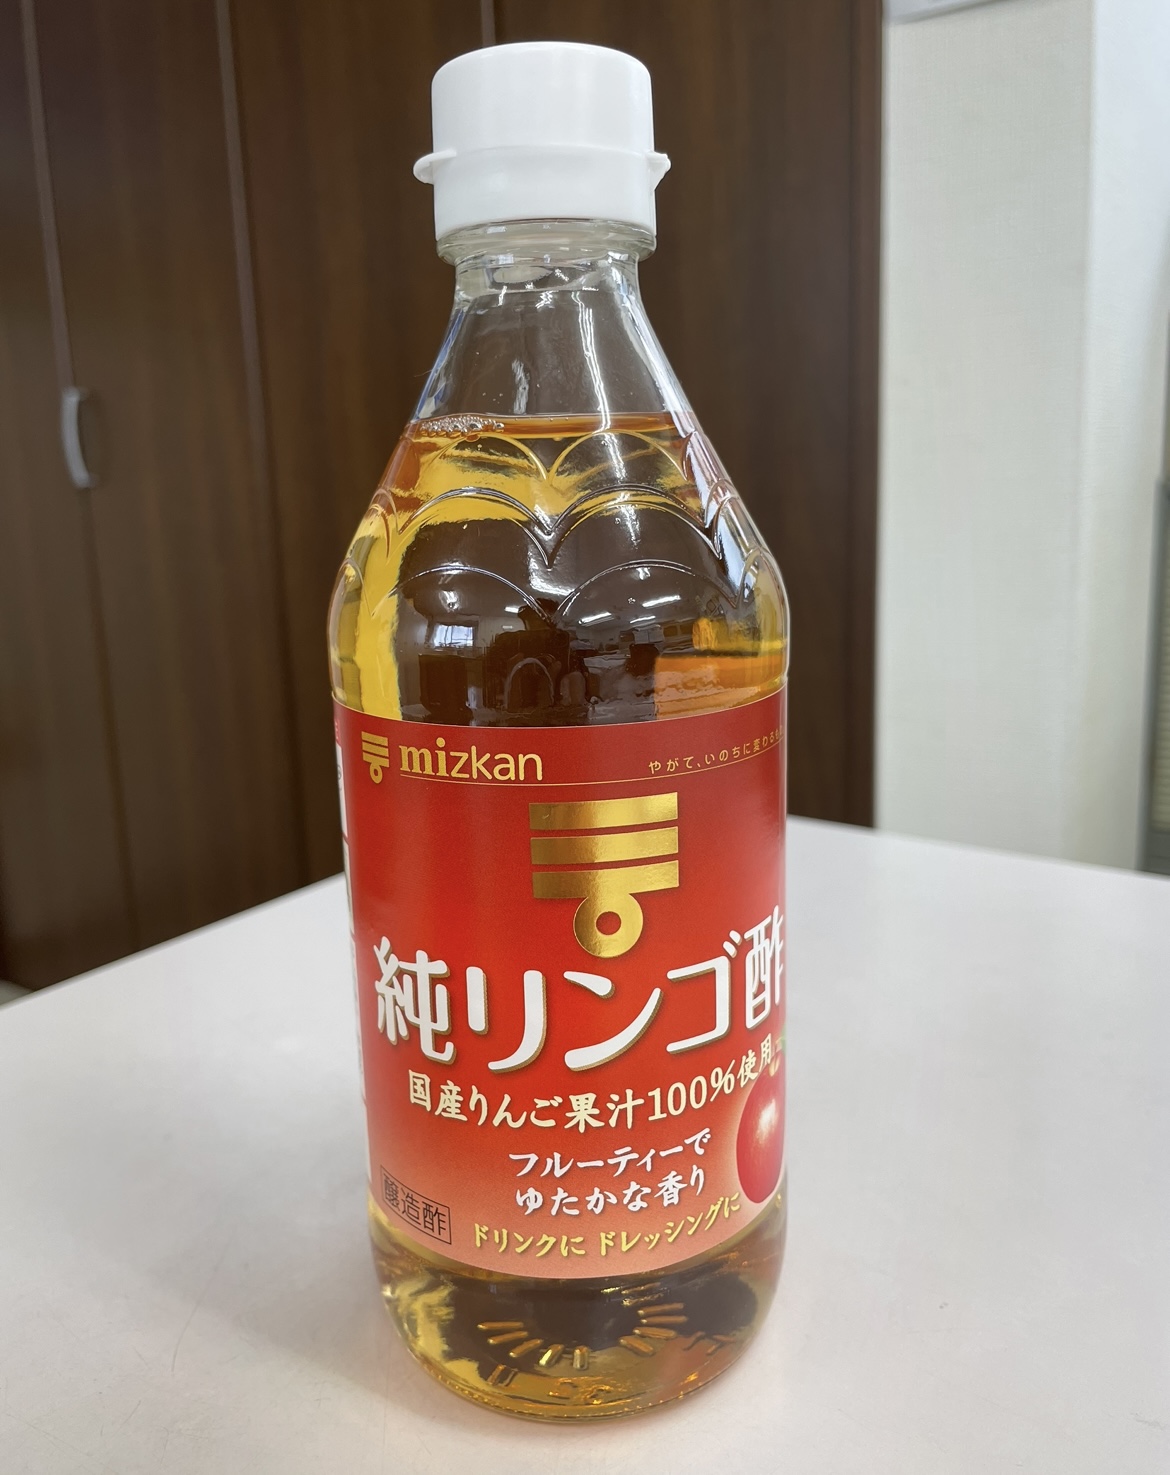 mizkan
やがて、いのちに変わるもの
純リンゴ酢
国産りんご果汁100%使用
フルーティーで
ゆたかな香り
醸造酢
ドリンクに ドレッシングに